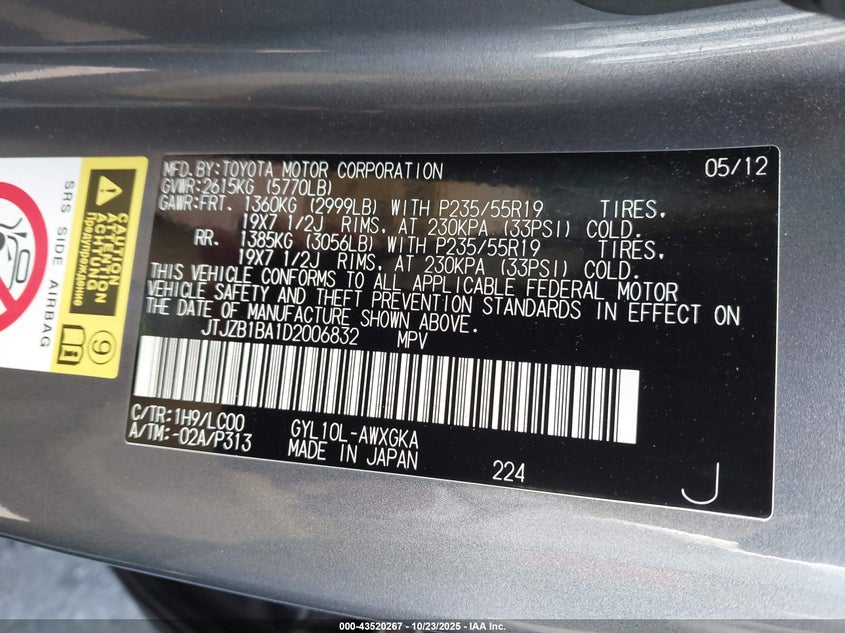 MFD.BY:TOYOTA MOTOR CORPORATION 05/12
GVWR:2615KG (5770LB)
GAWR:FRT. 1360KG (2999LB) WITH P235/55R19 TIRES,
19X7 1/2J RIMS, AT 230KPA (33PSI) COLD.
RR. 1385KG (3056LB) WITH P235/55R19 TIRES,
19X7 1/2J RIMS, AT 230KPA (33PSI) COLD.
THIS VEHICLE CONFORMS TO ALL APPLICABLE FEDERAL MOTOR
VEHICLE SAFETY AND THEFT PREVENTION STANDARDS IN EFFECT ON
THE DATE OF MANUFACTURE SHOWN ABOVE.
JTJZB1BA1D2006832 MPV
C/TR:1H9/LC00 GYL10L-AWXGKA
A/TM:-02A/P313 MADE IN JAPAN 224
J
SRS SIDE AIRBAG
CAUTION
ATTENTION
ACHTUNG
Предупреждение
9
000-43520267 - 10/23/2025 - IAA Inc.